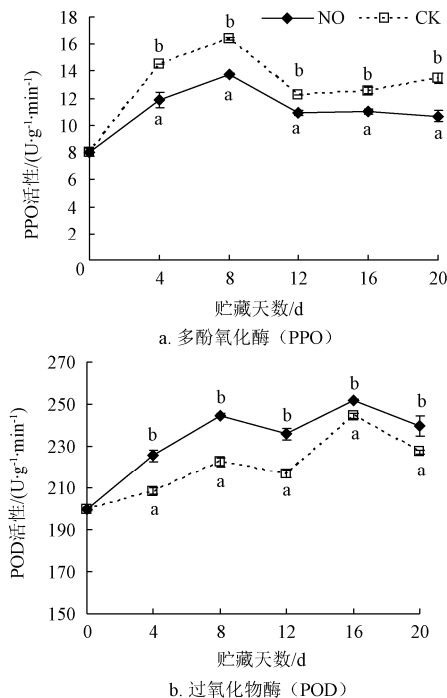 NO CK
PPO活性/(U·g⁻¹·min⁻¹)
18
16
14
12
10
8
6
4
2
0
b b b b b
a a a a a
4 8 12 16 20
贮藏天数/d
a. 多酚氧化酶（PPO）
POD活性/(U·g⁻¹·min⁻¹)
270
250
230
210
190
170
150
b b b b b
a a a a a
0 4 8 12 16 20
贮藏天数/d
b. 过氧化物酶（POD）